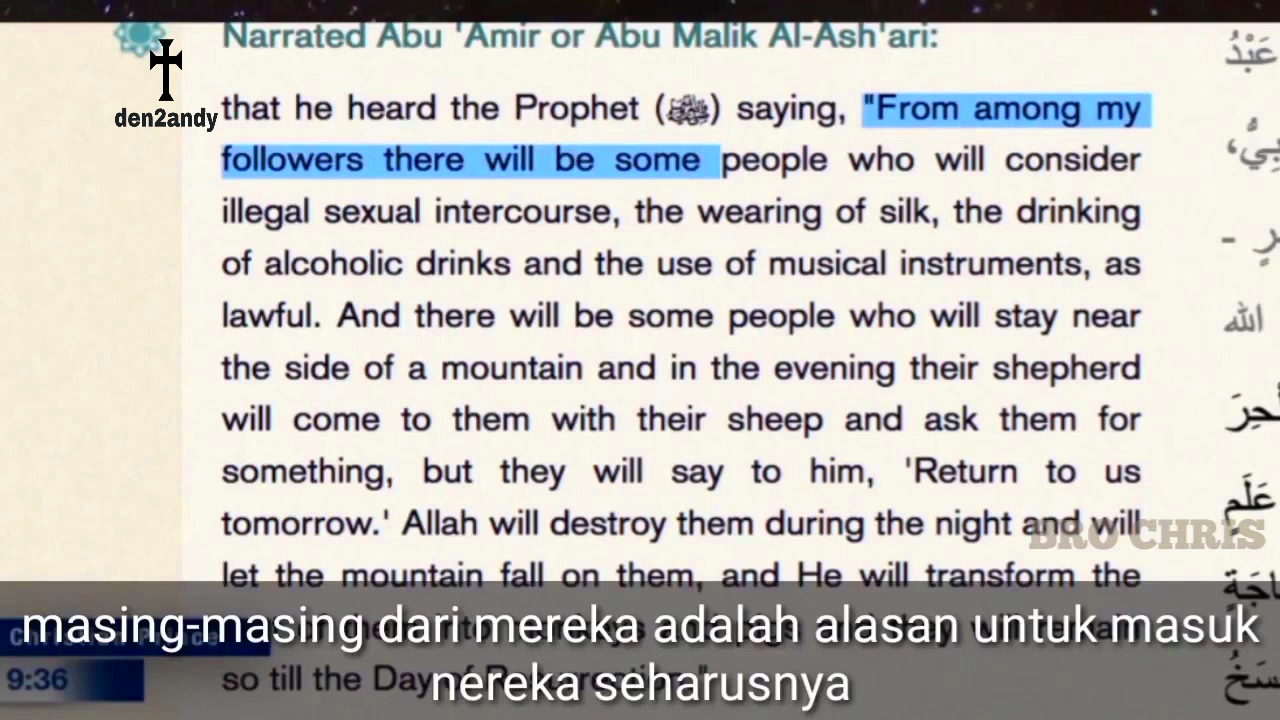 Narrated Abu 'Amir or Abu Malik Al-Ash'ari:
that he heard the Prophet (ﷺ) saying, "From among my
followers there will be some people who will consider
illegal sexual intercourse, the wearing of silk, the drinking
of alcoholic drinks and the use of musical instruments, as
lawful. And there will be some people who will stay near
the side of a mountain and in the evening their shepherd
will come to them with their sheep and ask them for
something, but they will say to him, 'Return to us
tomorrow.' Allah will destroy them during the night and will
let the mountain fall on them, and He will transform the
so till the Day of
den2andy
عَبْدُ
الله
عَلَمٍ
BRO CHRIS
masing-masing dari mereka adalah alasan untuk masuk
nereka seharusnya
Christian
9:36